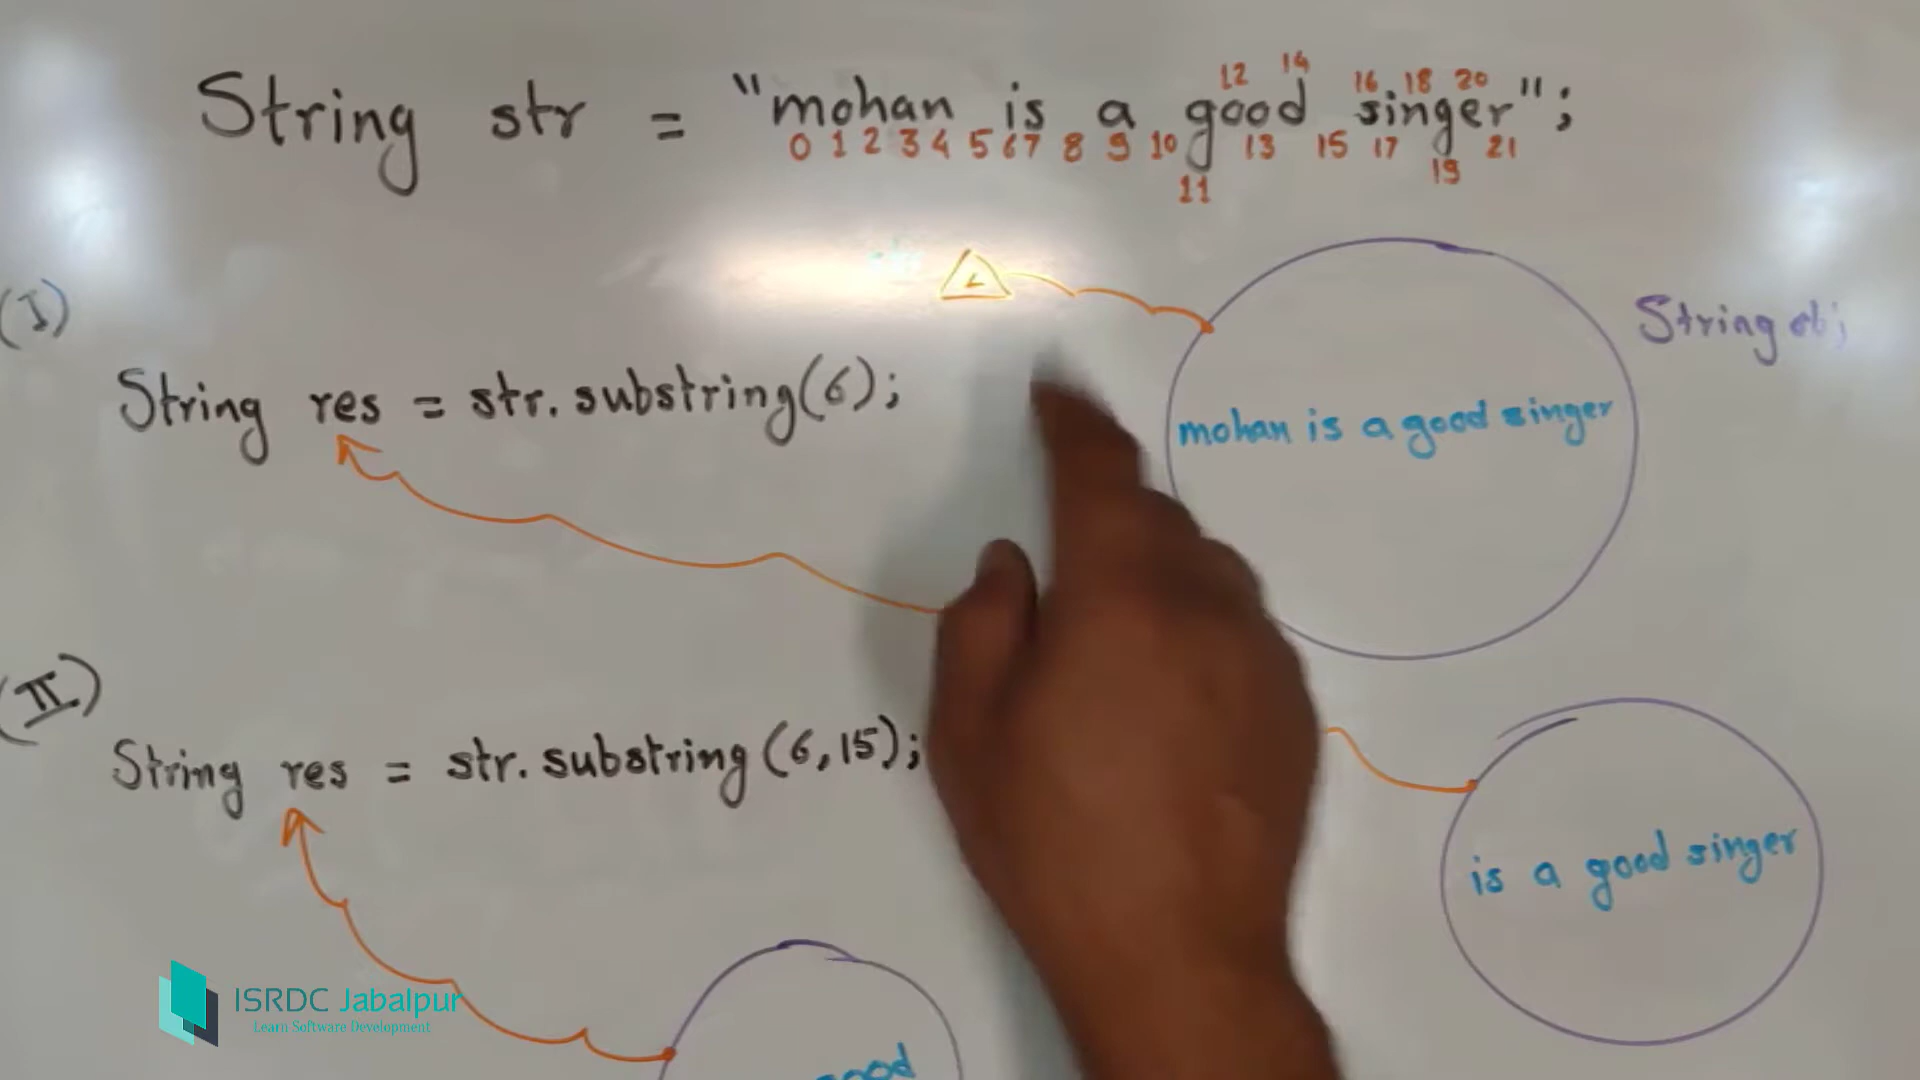 12 14 16 18 20
String str = "mohan is a good singer";
0 1 2 3 4 5 6 7 8 9 10 13 15 17 21
11 19
(I)
String obj
String res = str.substring(6);
mohan is a good singer
(II)
String res = str.substring(6,15);
is a good singer
good
ISRDC Jabalpur
Learn Software Development